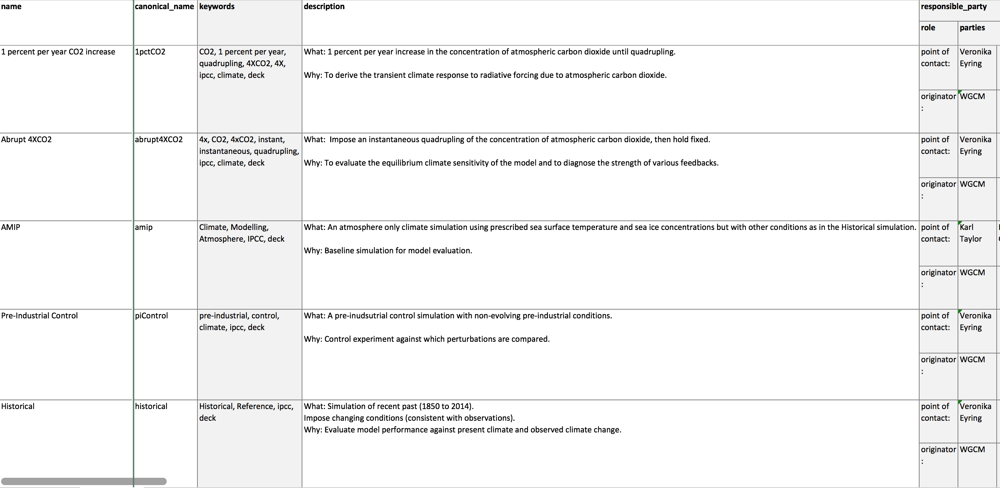 name
canonical_name
keywords
description
responsible_party
role
parties
1 percent per year CO2 increase
1pctCO2
CO2, 1 percent per year,
quadrupling, 4XCO2, 4X,
ipcc, climate, deck
What: 1 percent per year increase in the concentration of atmospheric carbon dioxide until quadrupling.
Why: To derive the transient climate response to radiative forcing due to atmospheric carbon dioxide.
point of
contact:
Veronika
Eyring
originator
:
WGCM
Abrupt 4XCO2
abrupt4XCO2
4x, CO2, 4xCO2, instant,
instantaneous, quadrupling,
ipcc, climate, deck
What:  Impose an instantaneous quadrupling of the concentration of atmospheric carbon dioxide, then hold fixed.
Why: To evaluate the equilibrium climate sensitivity of the model and to diagnose the strength of various feedbacks.
point of
contact:
Veronika
Eyring
originator
:
WGCM
AMIP
amip
Climate, Modelling,
Atmosphere, IPCC, deck
What: An atmosphere only climate simulation using prescribed sea surface temperature and sea ice concentrations but with other conditions as in the Historical simulation.
Why: Baseline simulation for model evaluation.
point of
contact:
Karl
Taylor
originator
:
WGCM
Pre-Industrial Control
piControl
pre-industrial, control,
climate, ipcc, deck
What: A pre-inudsutrial control simulation with non-evolving pre-industrial conditions.
Why: Control experiment against which perturbations are compared.
point of
contact:
Veronika
Eyring
originator
:
WGCM
Historical
historical
Historical, Reference, ipcc,
deck
What: Simulation of recent past (1850 to 2014).
Impose changing conditions (consistent with observations).
Why: Evaluate model performance against present climate and observed climate change.
point of
contact:
Veronika
Eyring
originator
:
WGCM